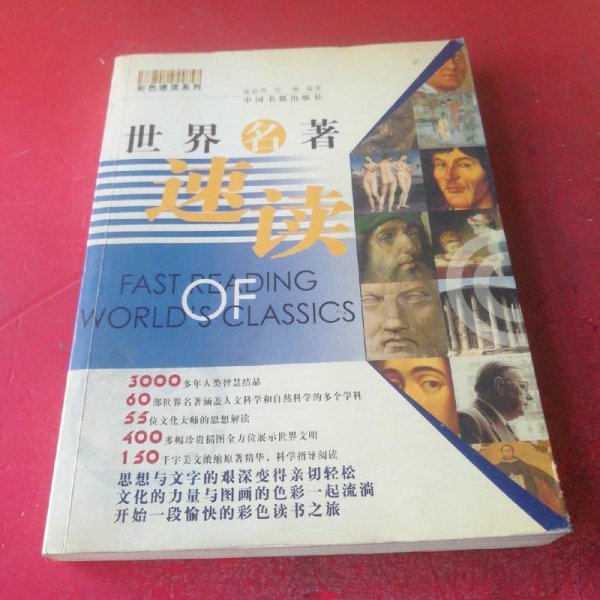 彩色速读系列
编著
中国书籍出版社
世界名著
速读
FAST READING
OF
WORLD'S CLASSICS
3000多年人类智慧结晶
60部世界名著涵盖人文科学和自然科学的多个学科
55位文化大师的思想解读
400多幅珍贵插图全方位展示世界文明
150千字美文浓缩原著精华、科学指导阅读
思想与文字的艰深变得亲切轻松
文化的力量与图画的色彩一起流淌
开始一段愉快的彩色读书之旅